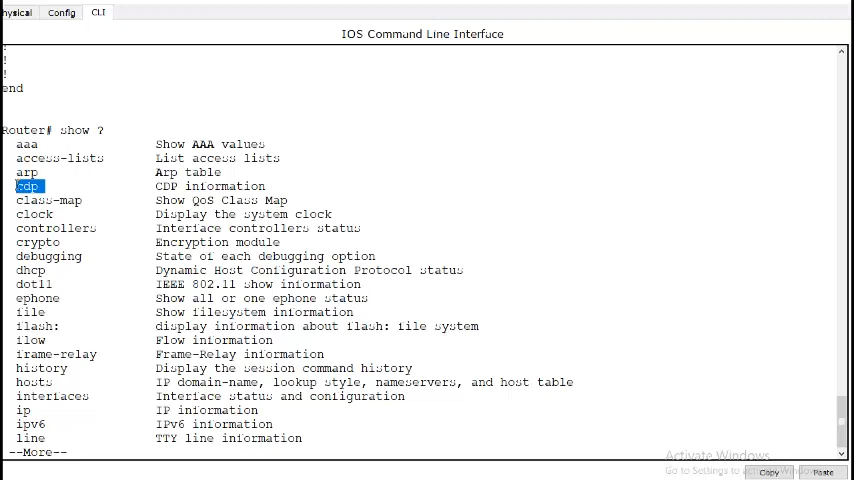 hysical Config CLI
IOS Command Line Interface
!
!
!
end
Router# show ?
aaa Show AAA values
access-lists List access lists
arp Arp table
cdp CDP information
class-map Show QoS Class Map
clock Display the system clock
controllers Interface controllers status
crypto Encryption module
debugging State of each debugging option
dhcp Dynamic Host Configuration Protocol status
dot11 IEEE 802.11 show information
ephone Show all or one ephone status
file Show filesystem information
flash: display information about flash: file system
flow Flow information
frame-relay Frame-Relay information
history Display the session command history
hosts IP domain-name, lookup style, nameservers, and host table
interfaces Interface status and configuration
ip IP information
ipv6 IPv6 information
line TTY line information
--More--
Activate Windows
Go to Settings to activate Windows
Copy Paste